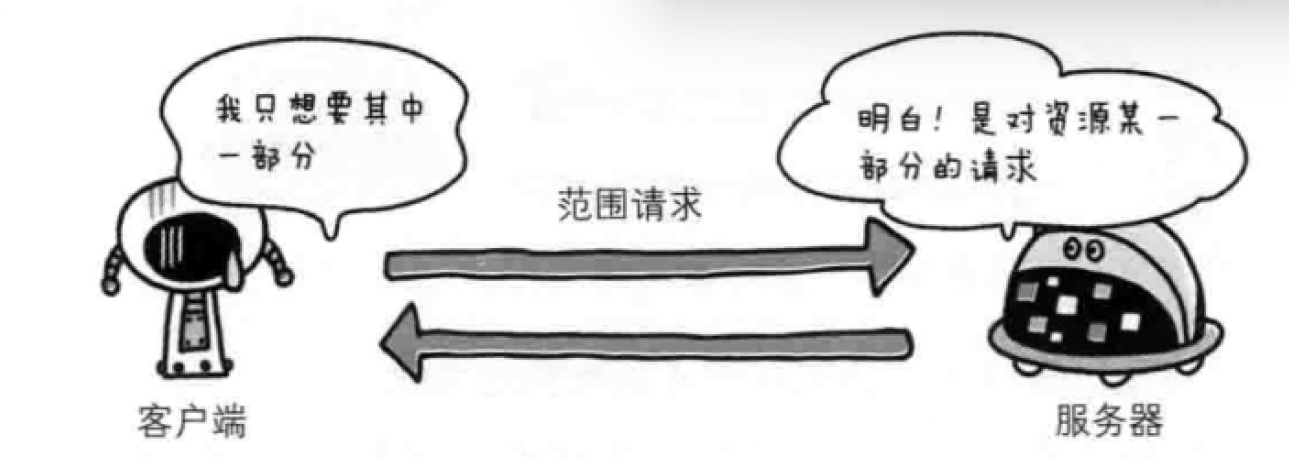 我只想要其中
一部分
明白！是对资源某一
部分的请求
范围请求
客户端
服务器